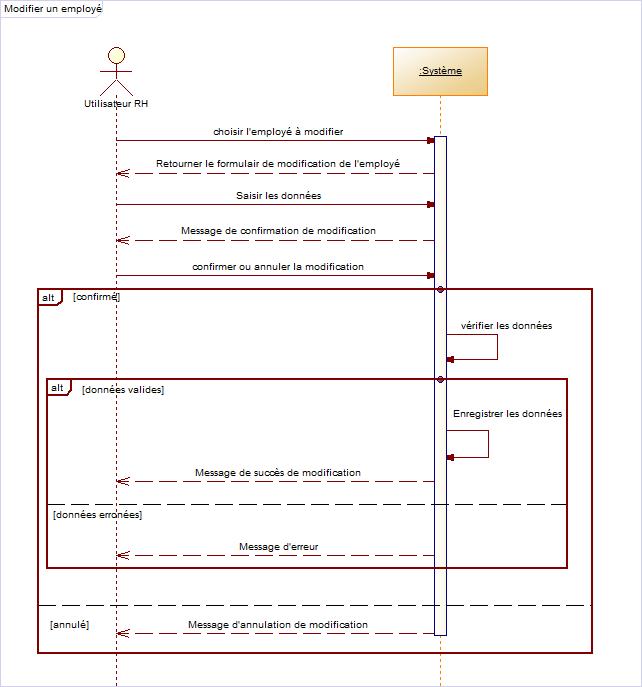 Modifier un employé
:Système
Utilisateur RH
choisir l'employé à modifier
Retourner le formulair de modification de l'employé
Saisir les données
Message de confirmation de modification
confirmer ou annuler la modification
alt
[confirmé]
vérifier les données
alt
[données valides]
Enregistrer les données
Message de succès de modification
[données erronées]
Message d'erreur
[annulé]
Message d'annulation de modification